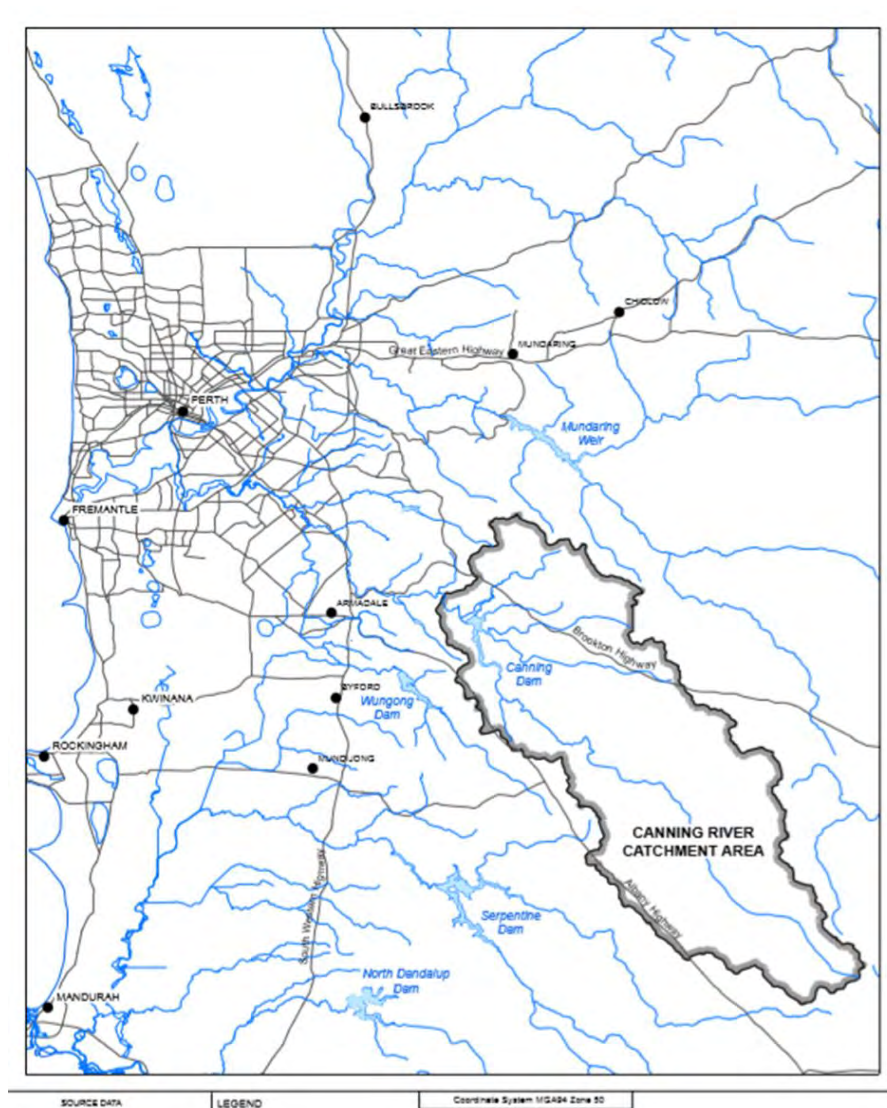 BULLSBROOK
CHIDLOW
MUNDARING
Great Eastern Highway
PERTH
Mundaring
Weir
FREMANTLE
ARMADALE
Brookton Highway
Canning
Dam
BYFORD
Wungong
Dam
KWINANA
ROCKINGHAM
MUNDIJONG
CANNING RIVER
CATCHMENT AREA
South Western Highway
Albany Highway
Serpentine
Dam
North Dandalup
Dam
MANDURAH
SOURCE DATA
LEGEND
Coordinate System MGA94 Zone 50